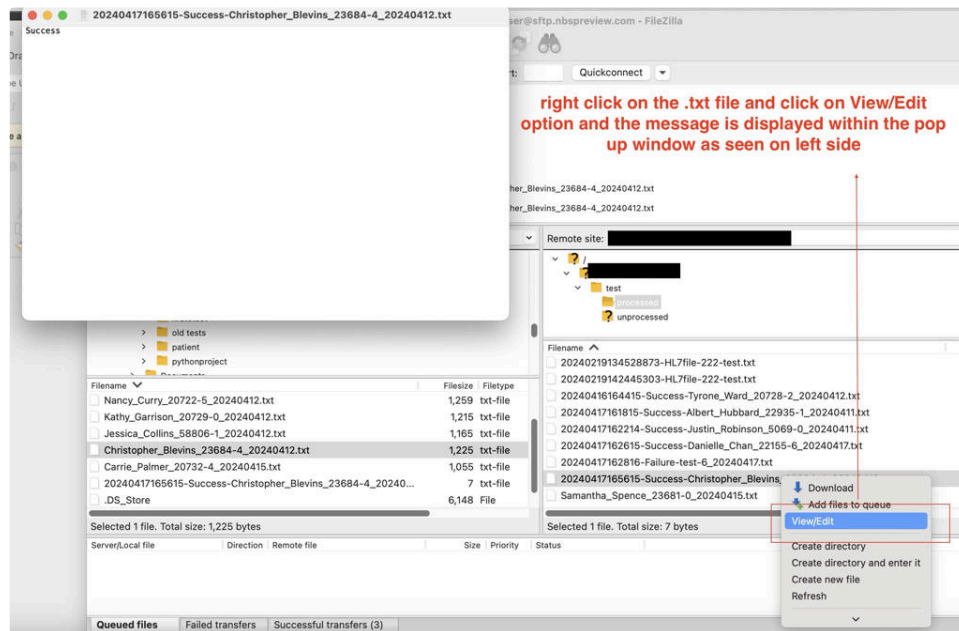 20240417165615-Success-Christopher_Blevins_23684-4_20240412.txt
Success
ser@sftp.nbspreview.com - FileZilla
Quickconnect
right click on the .txt file and click on View/Edit
option and the message is displayed within the pop
up window as seen on left side
her_Blevins_23684-4_20240412.txt
her_Blevins_23684-4_20240412.txt
Remote site:
/
test
processed
unprocessed
old tests
patient
pythonproject
Documents
Filename Filesize Filetype
Nancy_Curry_20722-5_20240412.txt 1,259 txt-file
Kathy_Garrison_20729-0_20240412.txt 1,215 txt-file
Jessica_Collins_58806-1_20240412.txt 1,165 txt-file
Christopher_Blevins_23684-4_20240412.txt 1,225 txt-file
Carrie_Palmer_20732-4_20240415.txt 1,055 txt-file
20240417165615-Success-Christopher_Blevins_23684-4_20240... 7 txt-file
.DS_Store 6,148 File
Selected 1 file. Total size: 1,225 bytes
Filename
20240219134528873-HL7file-222-test.txt
20240219142445303-HL7file-222-test.txt
20240416164415-Success-Tyrone_Ward_20728-2_20240412.txt
20240417161815-Success-Albert_Hubbard_22935-1_20240411.txt
20240417162214-Success-Justin_Robinson_5069-0_20240411.txt
20240417162615-Success-Danielle_Chan_22155-6_20240417.txt
20240417162816-Failure-test-6_20240417.txt
20240417165615-Success-Christopher_Blevins
Samantha_Spence_23681-0_20240415.txt
Selected 1 file. Total size: 7 bytes
Download
Add files to queue
View/Edit
Create directory
Create directory and enter it
Create new file
Refresh
Server/Local file Direction Remote file Size Priority Status
Queued files Failed transfers Successful transfers (3)